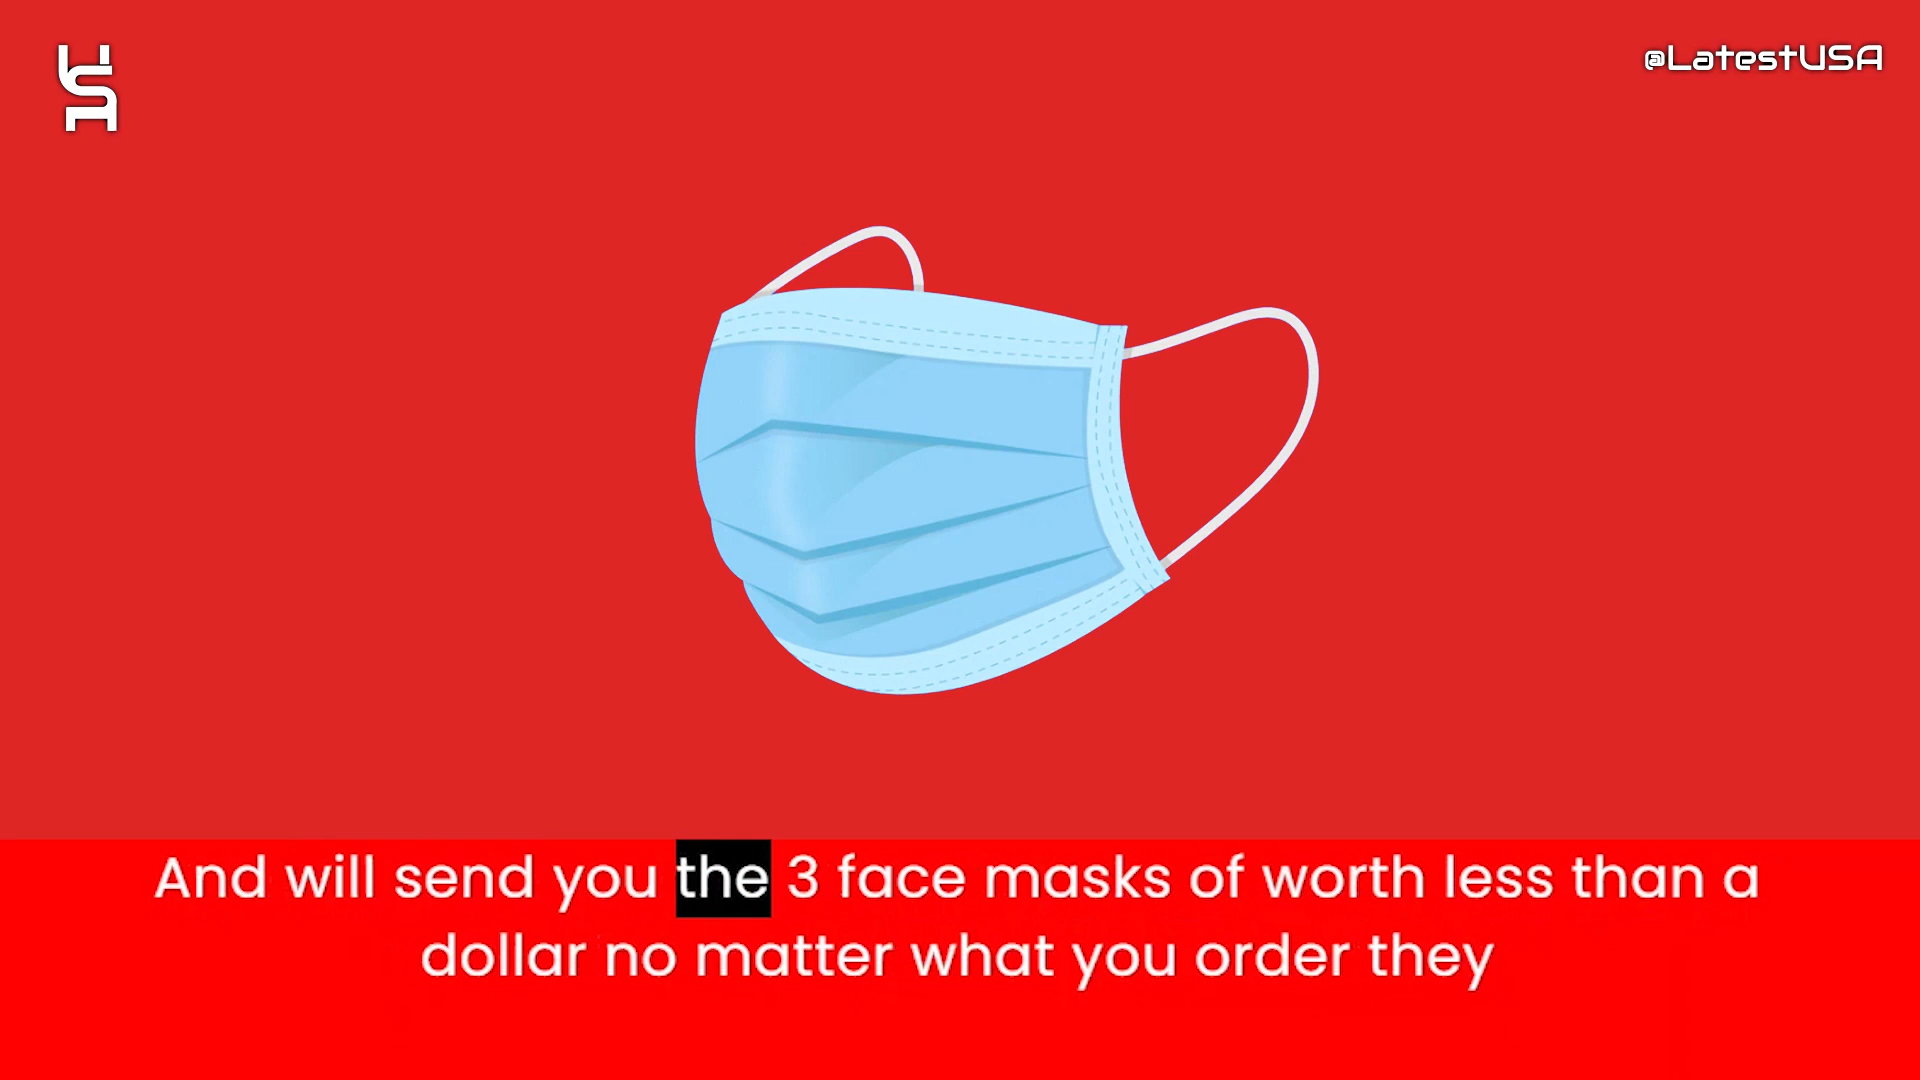 USA
@LatestUSA
And will send you the 3 face masks of worth less than a
dollar no matter what you order they